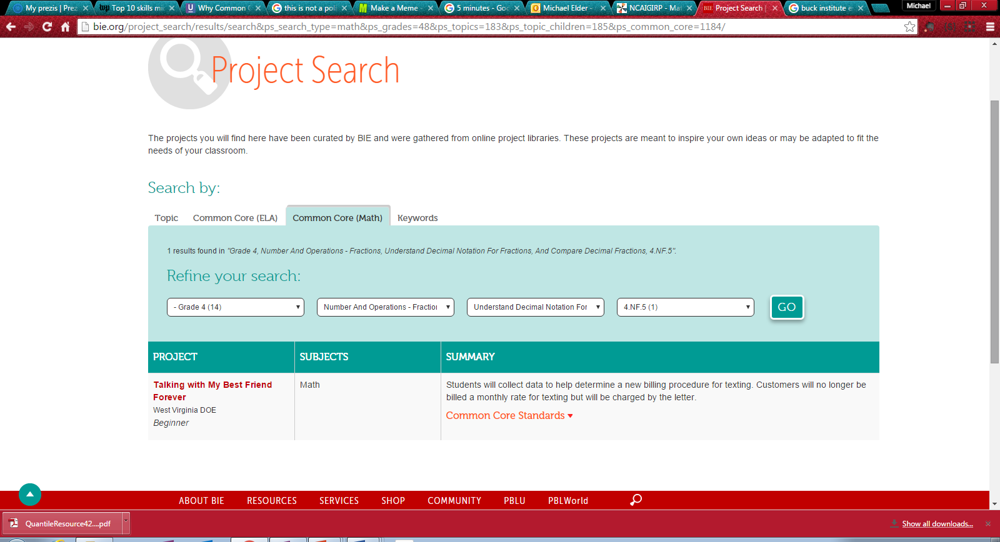 My prezis | Prez
Top 10 skills mi
Why Common C
this is not a poli
Make a Meme -
5 minutes - Goo
Michael Elder -
NCAIGIRP - Mat
BIE Project Search |
buck institute e
Michael
bie.org/project_search/results/search&ps_search_type=math&ps_grades=48&ps_topics=183&ps_topic_children=185&ps_common_core=1184/
Project Search
The projects you will find here have been curated by BIE and were gathered from online project libraries. These projects are meant to inspire your own ideas or may be adapted to fit the
needs of your classroom.
Search by:
Topic Common Core (ELA) Common Core (Math) Keywords
1 results found in "Grade 4, Number And Operations - Fractions, Understand Decimal Notation For Fractions, And Compare Decimal Fractions, 4.NF.5".
Refine your search:
- Grade 4 (14) Number And Operations - Fraction Understand Decimal Notation For 4.NF.5 (1) GO
PROJECT SUBJECTS SUMMARY
Talking with My Best Friend
Forever
West Virginia DOE
Beginner
Math
Students will collect data to help determine a new billing procedure for texting. Customers will no longer be
billed a monthly rate for texting but will be charged by the letter.
Common Core Standards
ABOUT BIE RESOURCES SERVICES SHOP COMMUNITY PBLU PBLWorld
QuantileResource42....pdf
Show all downloads...